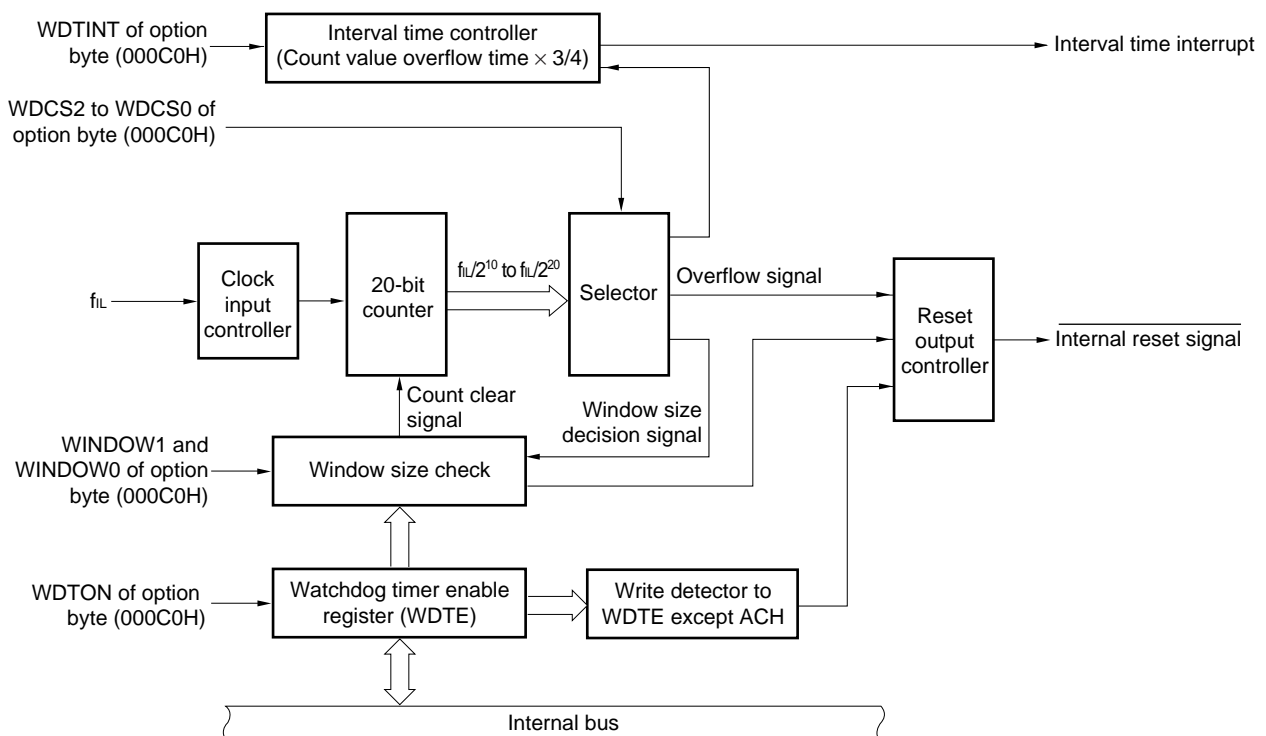 WDTINT of option
byte (000C0H)
Interval time controller
(Count value overflow time × 3/4)
Interval time interrupt
WDCS2 to WDCS0 of
option byte (000C0H)
fIL
Clock
input
controller
20-bit
counter
fIL/2¹⁰ to fIL/2²⁰
Selector
Overflow signal
Reset
output
controller
Internal reset signal
Count clear
signal
Window size
decision signal
WINDOW1 and
WINDOW0 of option
byte (000C0H)
Window size check
WDTON of option
byte (000C0H)
Watchdog timer enable
register (WDTE)
Write detector to
WDTE except ACH
Internal bus